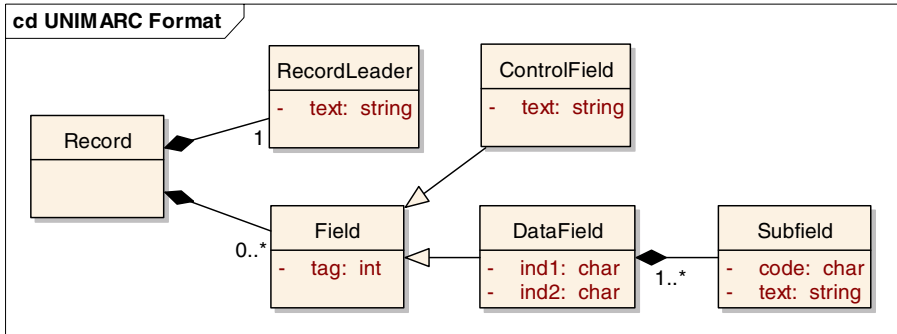 cd UNIMARC Format
RecordLeader
- text: string
ControlField
- text: string
Record
1
0..*
Field
- tag: int
DataField
- ind1: char
- ind2: char
1..*
Subfield
- code: char
- text: string